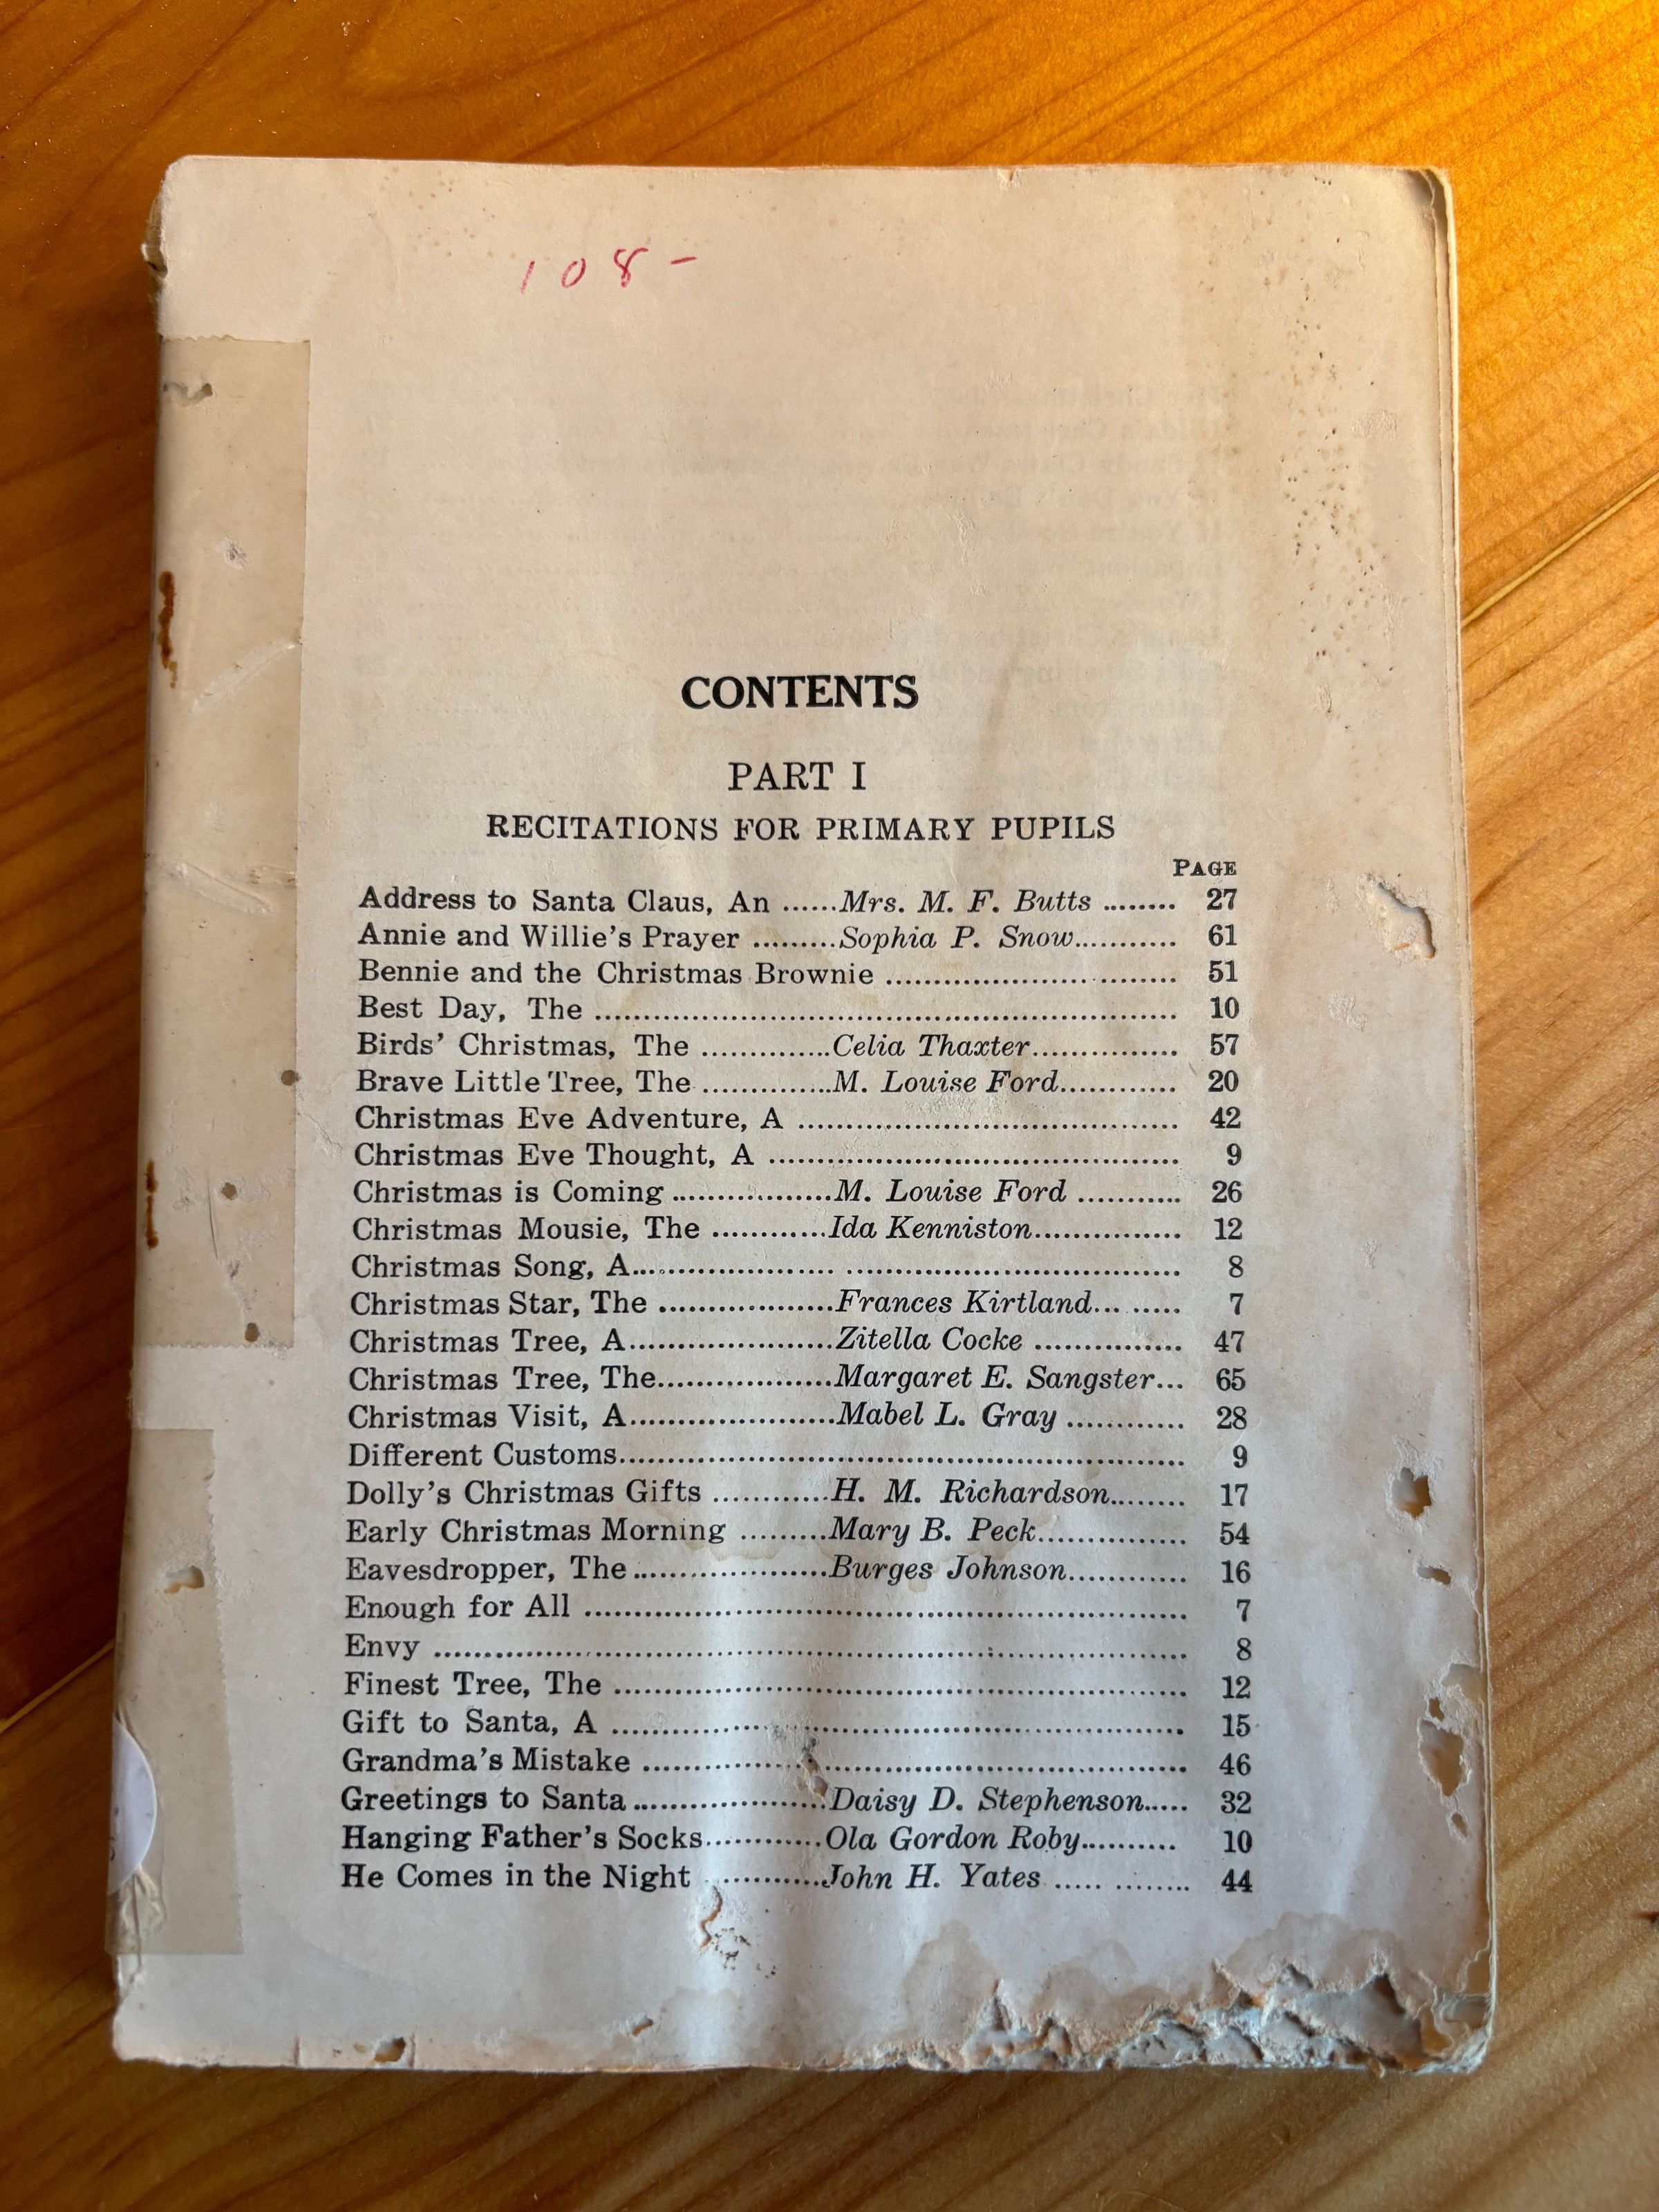 108-
CONTENTS
PART I
RECITATIONS FOR PRIMARY PUPILS
PAGE
Address to Santa Claus, An ......Mrs. M. F. Butts ........ 27
Annie and Willie's Prayer .........Sophia P. Snow........... 61
Bennie and the Christmas Brownie ............................... 51
Best Day, The ............................................................... 10
Birds' Christmas, The ..............Celia Thaxter................ 57
Brave Little Tree, The ..............M. Louise Ford............ 20
Christmas Eve Adventure, A ......................................... 42
Christmas Eve Thought, A ............................................ 9
Christmas is Coming .................M. Louise Ford ........... 26
Christmas Mousie, The ............Ida Kenniston................ 12
Christmas Song, A...................... .................................... 8
Christmas Star, The ...................Frances Kirtland... ..... 7
Christmas Tree, A......................Zitella Cocke ................ 47
Christmas Tree, The...................Margaret E. Sangster... 65
Christmas Visit, A......................Mabel L. Gray ............ 28
Different Customs............................................................. 9
Dolly's Christmas Gifts ............H. M. Richardson........ 17
Early Christmas Morning .........Mary B. Peck................ 54
Eavesdropper, The .....................Burges Johnson............ 16
Enough for All ................................................................. 7
Envy ................................................................................. 8
Finest Tree, The .............................................................. 12
Gift to Santa, A .............................................................. 15
Grandma's Mistake .......................................................... 46
Greetings to Santa .....................Daisy D. Stephenson..... 32
Hanging Father's Socks............Ola Gordon Roby.......... 10
He Comes in the Night ...........John H. Yates ..... ........ 44